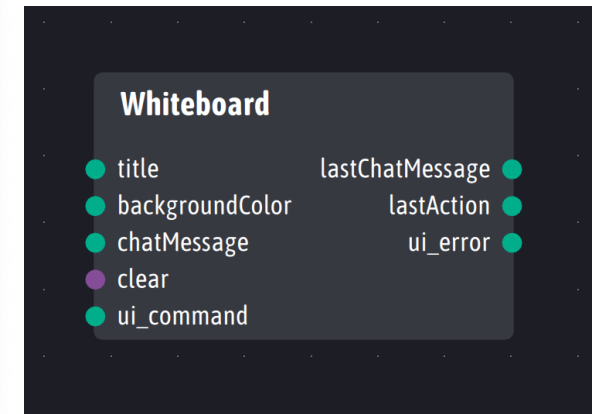 Whiteboard
title lastChatMessage
backgroundColor lastAction
chatMessage ui_error
clear
ui_command